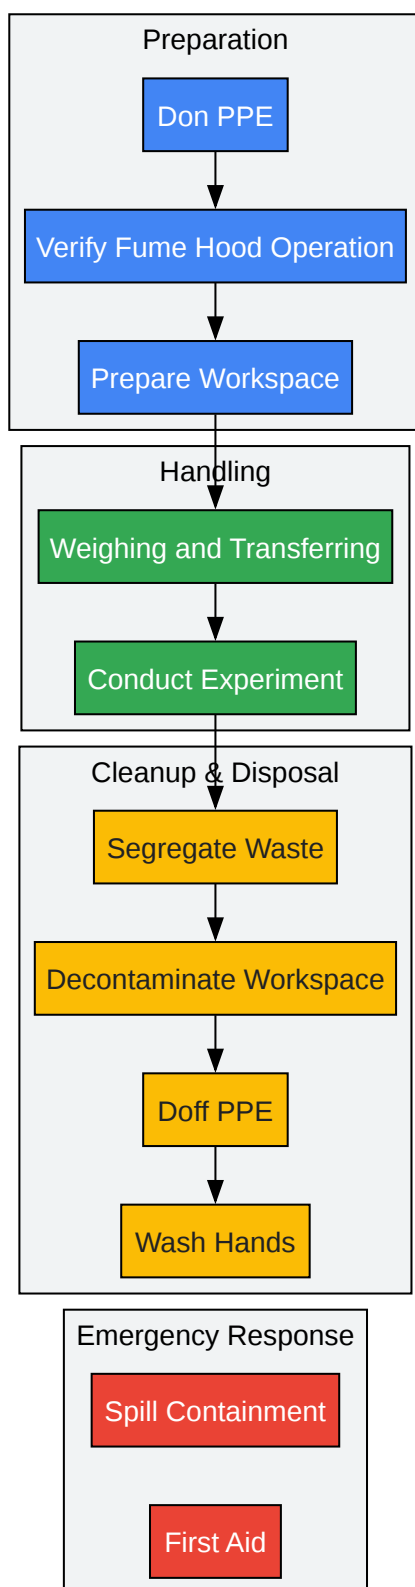 Preparation
Don PPE
Verify Fume Hood Operation
Prepare Workspace
Handling
Weighing and Transferring
Conduct Experiment
Cleanup & Disposal
Segregate Waste
Decontaminate Workspace
Doff PPE
Wash Hands
Emergency Response
Spill Containment
First Aid